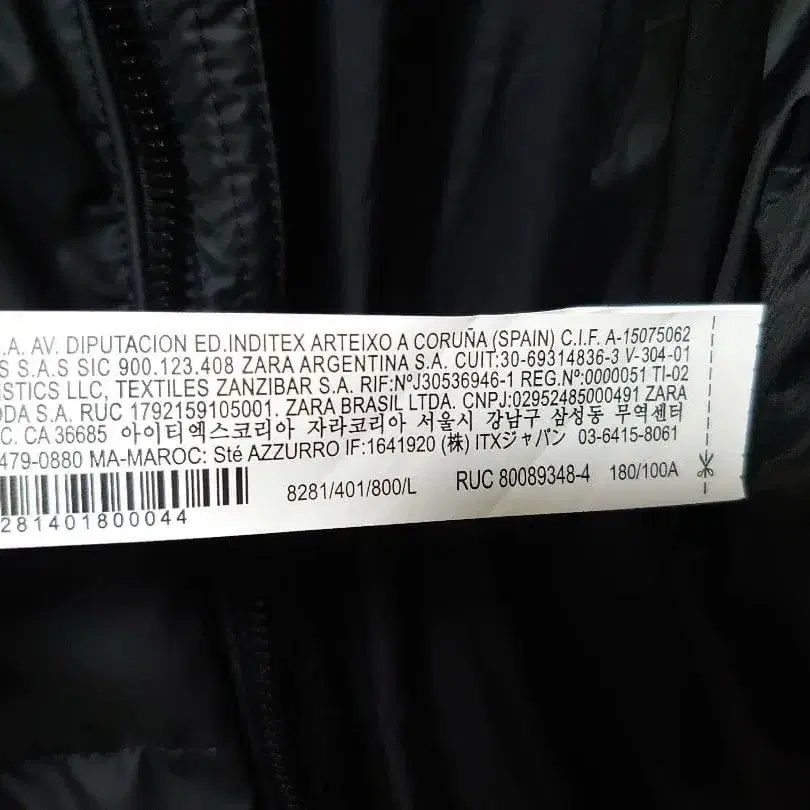 .A. AV. DIPUTACION ED.INDITEX ARTEIXO A CORUÑA (SPAIN) C.I.F. A-15075062
S S.A.S SIC 900.123.408 ZARA ARGENTINA S.A. CUIT:30-69314836-3 V-304-01
ISTICS LLC, TEXTILES ZANZIBAR S.A. RIF:NºJ30536946-1 REG.Nº:0000051 TI-02
ODA S.A. RUC 1792159105001. ZARA BRASIL LTDA. CNPJ:02952485000491 ZARA
C. CA 36685 아이티엑스코리아 자라코리아 서울시 강남구 삼성동 무역센터
479-0880 MA-MAROC: Sté AZZURRO IF:1641920 (株) ITXジャパン 03-6415-8061
8281/401/800/L RUC 80089348-4 180/100A
281401800044